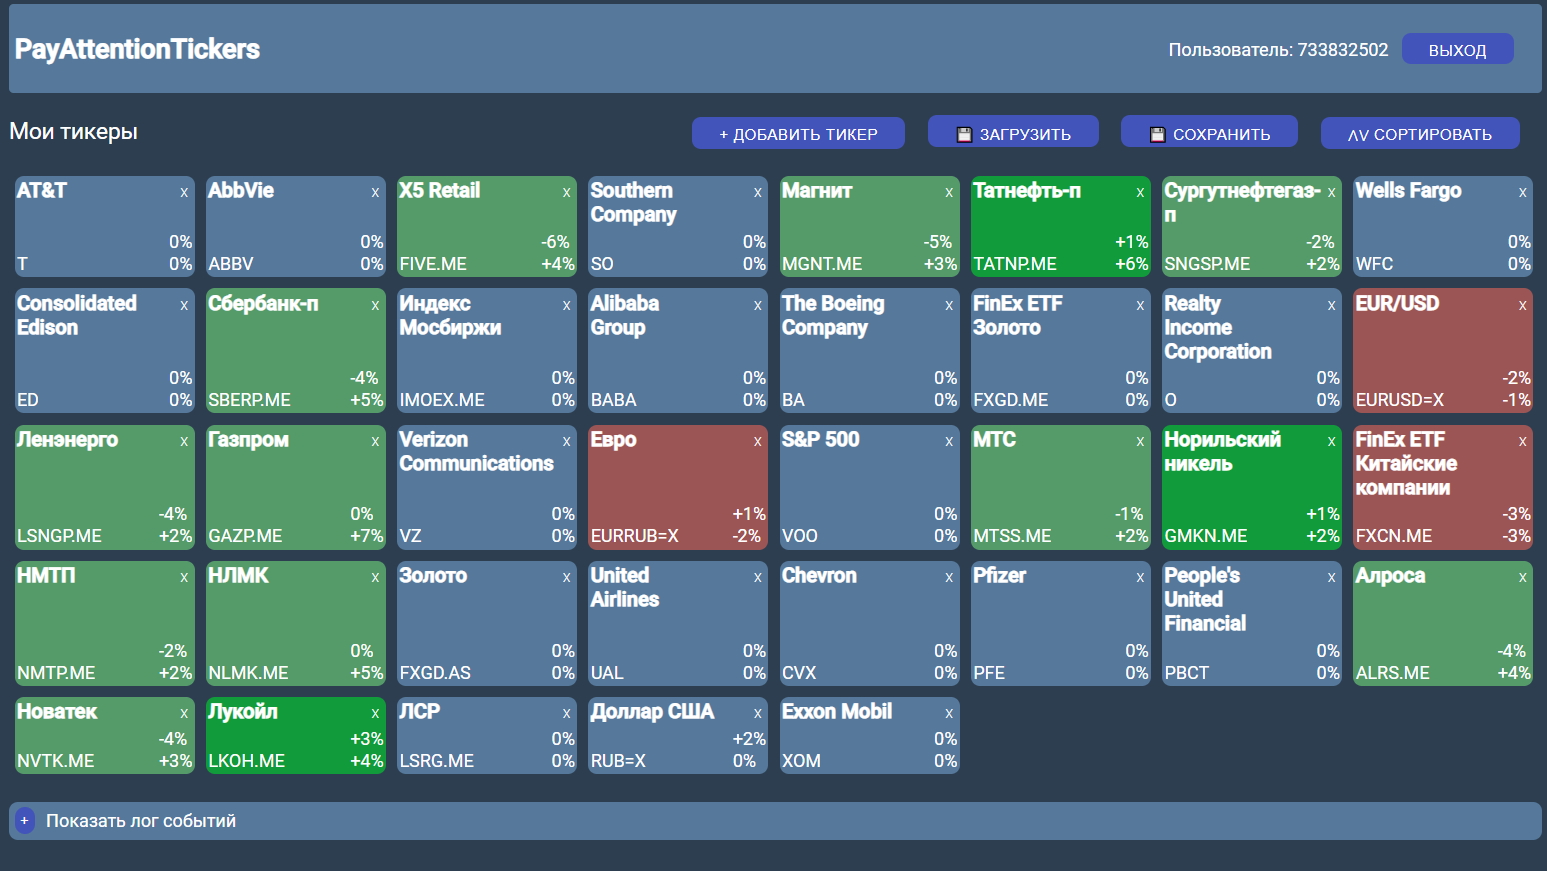 PayAttentionTickers
Пользователь: 733832502 ВЫХОД
Мои тикеры
+ ДОБАВИТЬ ТИКЕР
ЗАГРУЗИТЬ
СОХРАНИТЬ
ΛV СОРТИРОВАТЬ
AT&T x
0%
T 0%
AbbVie x
0%
ABBV 0%
X5 Retail x
-6%
FIVE.ME +4%
Southern x
Company
0%
SO 0%
Магнит x
-5%
MGNT.ME +3%
Татнефть-п x
+1%
TATNP.ME +6%
Сургутнефтегаз- x
п
-2%
SNGSP.ME +2%
Wells Fargo x
0%
WFC 0%
Consolidated x
Edison
0%
ED 0%
Сбербанк-п x
-4%
SBERP.ME +5%
Индекс x
Мосбиржи
0%
IMOEX.ME 0%
Alibaba x
Group
0%
BABA 0%
The Boeing x
Company
0%
BA 0%
FinEx ETF x
Золото
0%
FXGD.ME 0%
Realty x
Income
Corporation
0%
O 0%
EUR/USD x
-2%
EURUSD=X -1%
Ленэнерго x
-4%
LSNGP.ME +2%
Газпром x
0%
GAZP.ME +7%
Verizon x
Communications
0%
VZ 0%
Евро x
+1%
EURRUB=X -2%
S&P 500 x
0%
VOO 0%
МТС x
-1%
MTSS.ME +2%
Норильский x
никель
+1%
GMKN.ME +2%
FinEx ETF x
Китайские
компании
-3%
FXCN.ME -3%
НМТП x
-2%
NMTP.ME +2%
НЛМК x
0%
NLMK.ME +5%
Золото x
0%
FXGD.AS 0%
United x
Airlines
0%
UAL 0%
Chevron x
0%
CVX 0%
Pfizer x
0%
PFE 0%
People's x
United
Financial
0%
PBCT 0%
Алроса x
-4%
ALRS.ME +4%
Новатек x
-4%
NVTK.ME +3%
Лукойл x
+3%
LKOH.ME +4%
ЛСР x
0%
LSRG.ME 0%
Доллар США x
+2%
RUB=X 0%
Exxon Mobil x
0%
XOM 0%
+ Показать лог событий